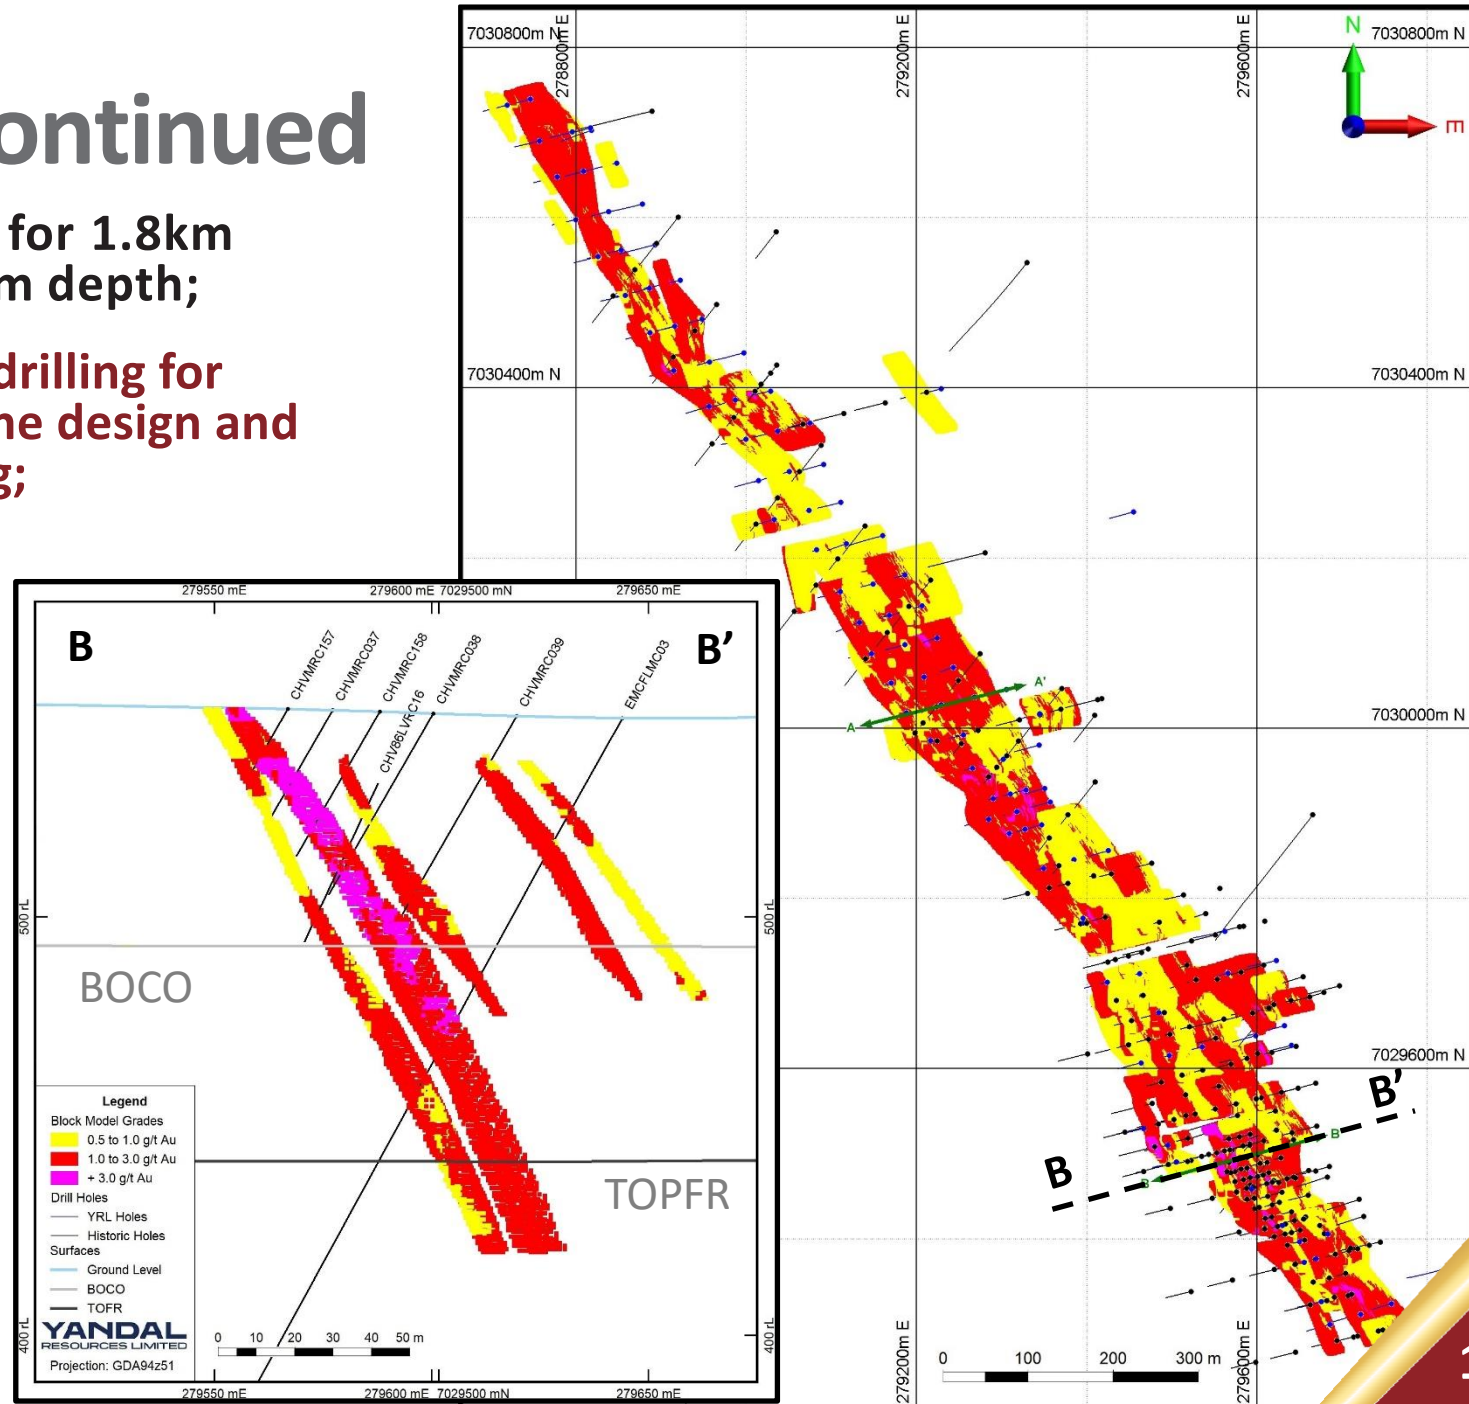 ontinued
for 1.8km
m depth;
drilling for
ne design and
g;
7030800m N
278800m E
279200m E
279600m E
7030800m N
N
E
7030400m N
7030400m N
A
A'
7030000m N
7029600m N
B
B'
B
B'
279200m E
279600m E
0 100 200 300 m
1
279550 mE
279600 mE
7029500 mN
279650 mE
B
B'
CHVMRC157
CHVMRC037
CHVMRC158
CHV86LVRC16
CHVMRC038
CHVMRC039
EMCFLMC03
500 rL
500 rL
BOCO
TOPFR
Legend
Block Model Grades
0.5 to 1.0 g/t Au
1.0 to 3.0 g/t Au
+ 3.0 g/t Au
Drill Holes
YRL Holes
Historic Holes
Surfaces
Ground Level
BOCO
TOFR
YANDAL
RESOURCES LIMITED
Projection: GDA94z51
0 10 20 30 40 50 m
400 rL
400 rL
279550 mE
279600 mE
7029500 mN
279650 mE